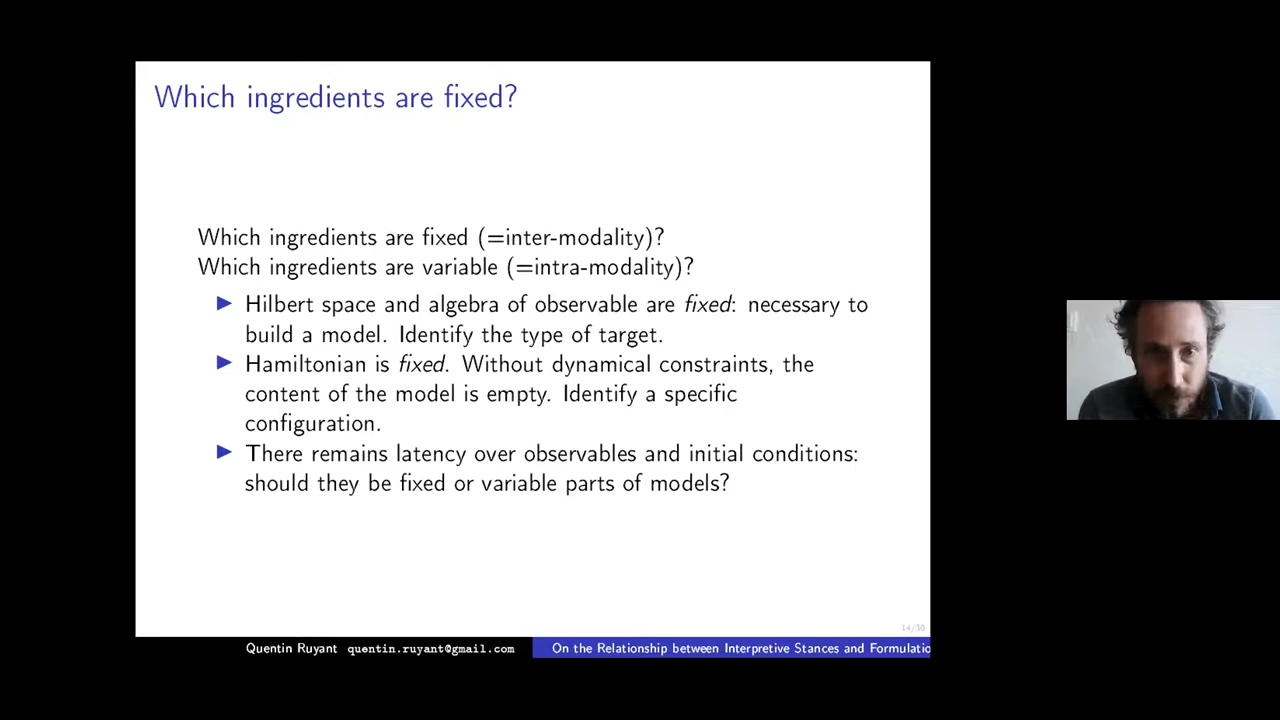 Which ingredients are fixed?
Which ingredients are fixed (=inter-modality)?
Which ingredients are variable (=intra-modality)?
▶ Hilbert space and algebra of observable are fixed: necessary to
build a model. Identify the type of target.
▶ Hamiltonian is fixed. Without dynamical constraints, the
content of the model is empty. Identify a specific
configuration.
▶ There remains latency over observables and initial conditions:
should they be fixed or variable parts of models?
14/30
Quentin Ruyant quentin.ruyant@gmail.com
On the Relationship between Interpretive Stances and Formulatio